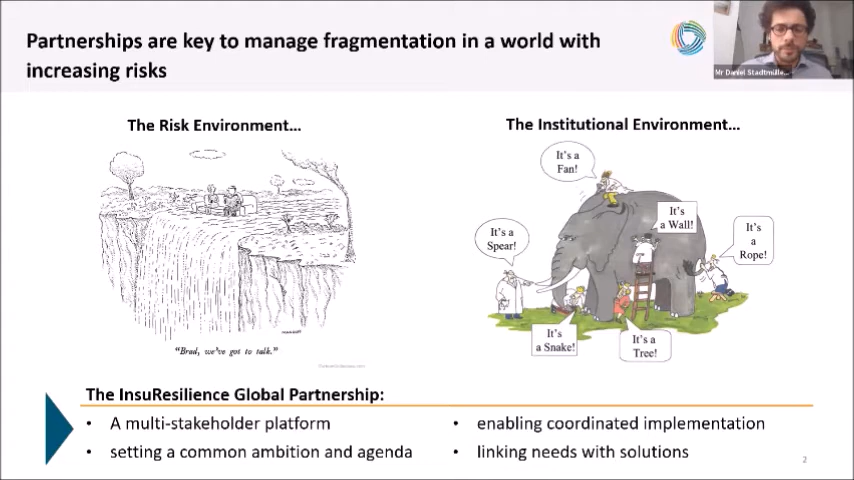 Partnerships are key to manage fragmentation in a world with
increasing risks
Mr Daniel Stadtmülle...
The Risk Environment...
The Institutional Environment...
It's a
Fan!
It's
a Wall!
It's a
Spear!
It's
a
Rope!
It's
a Snake!
It's a
Tree!
"Brad, we've got to talk."
The InsuResilience Global Partnership:
• A multi-stakeholder platform
• setting a common ambition and agenda
• enabling coordinated implementation
• linking needs with solutions
2